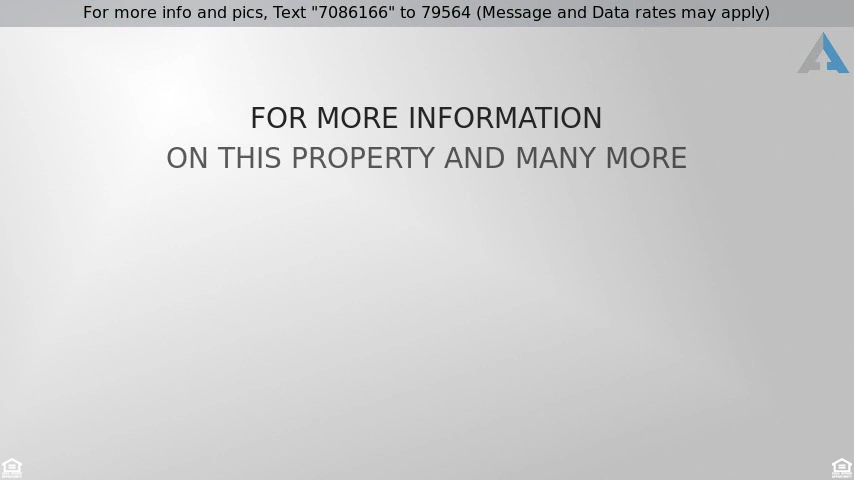 For more info and pics, Text "7086166" to 79564 (Message and Data rates may apply)
FOR MORE INFORMATION
ON THIS PROPERTY AND MANY MORE